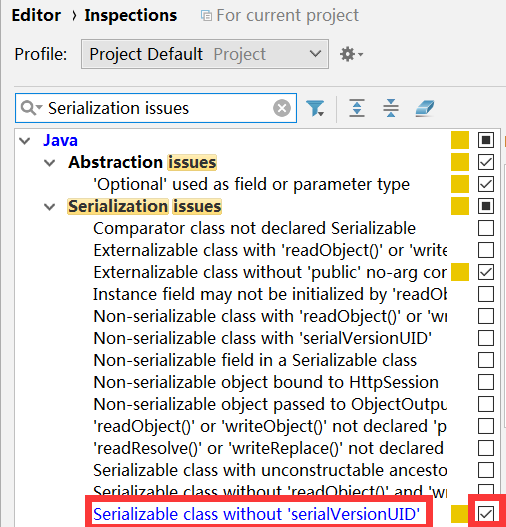 Editor › Inspections For current project
Profile: Project Default Project
Serialization issues
Java
Abstraction issues
'Optional' used as field or parameter type
Serialization issues
Comparator class not declared Serializable
Externalizable class with 'readObject()' or 'write
Externalizable class without 'public' no-arg con
Instance field may not be initialized by 'readOb
Non-serializable class with 'readObject()' or 'wr
Non-serializable class with 'serialVersionUID'
Non-serializable field in a Serializable class
Non-serializable object bound to HttpSession
Non-serializable object passed to ObjectOutpu
'readObject()' or 'writeObject()' not declared 'p
'readResolve()' or 'writeReplace()' not declared
Serializable class with unconstructable ancesto
Serializable class without 'readObject()' and 'wr
Serializable class without 'serialVersionUID'